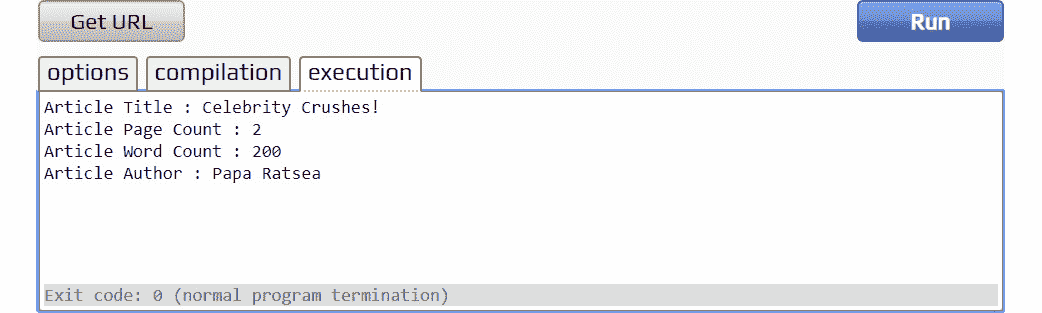 Get URL
Run
options
compilation
execution
Article Title : Celebrity Crushes!
Article Page Count : 2
Article Word Count : 200
Article Author : Papa Ratsea
Exit code: 0 (normal program termination)